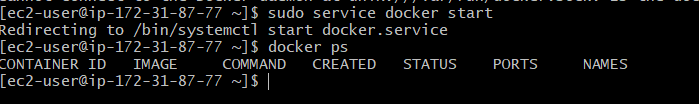 [ec2-user@ip-172-31-87-77 ~]$ sudo service docker start
Redirecting to /bin/systemctl start docker.service
[ec2-user@ip-172-31-87-77 ~]$ docker ps
CONTAINER ID   IMAGE     COMMAND   CREATED   STATUS    PORTS     NAMES
[ec2-user@ip-172-31-87-77 ~]$